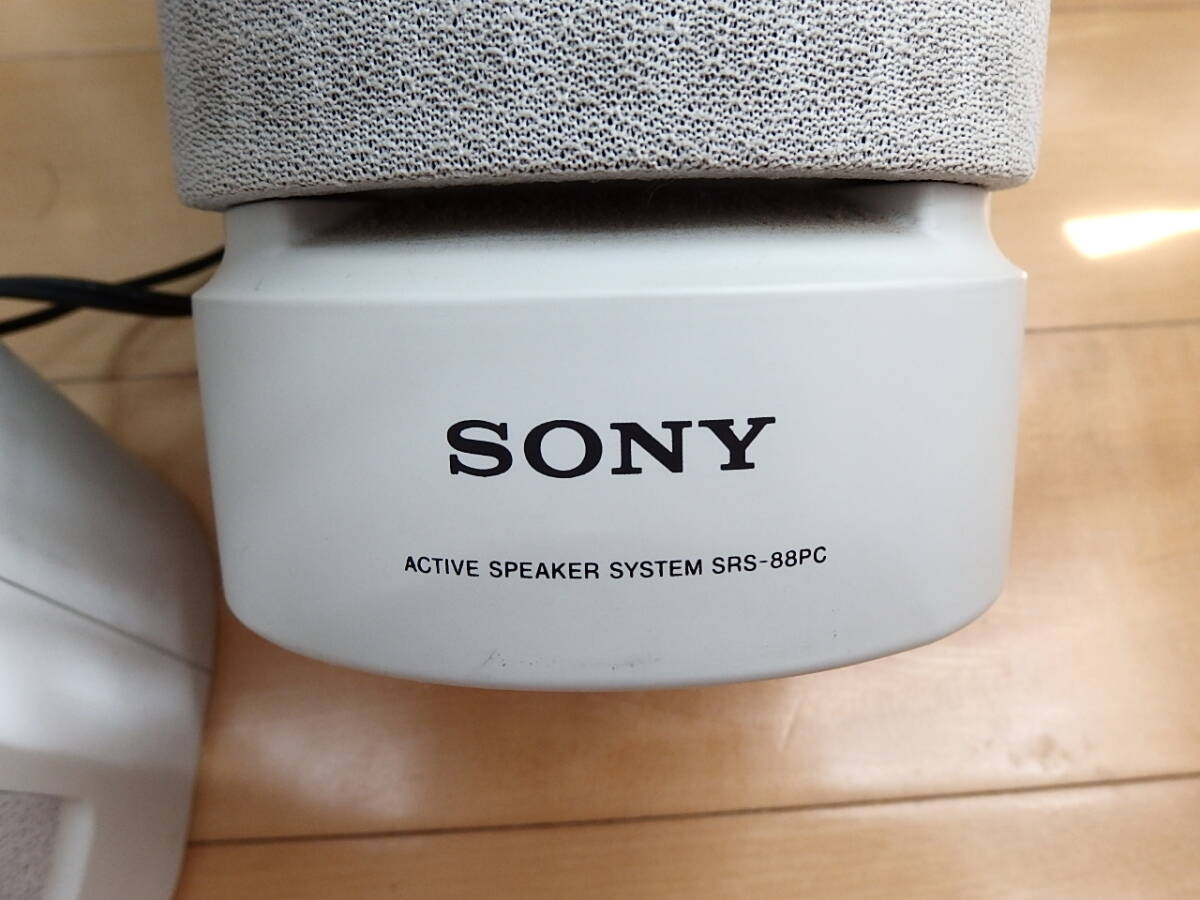 SONY
ACTIVE SPEAKER SYSTEM SRS-88PC